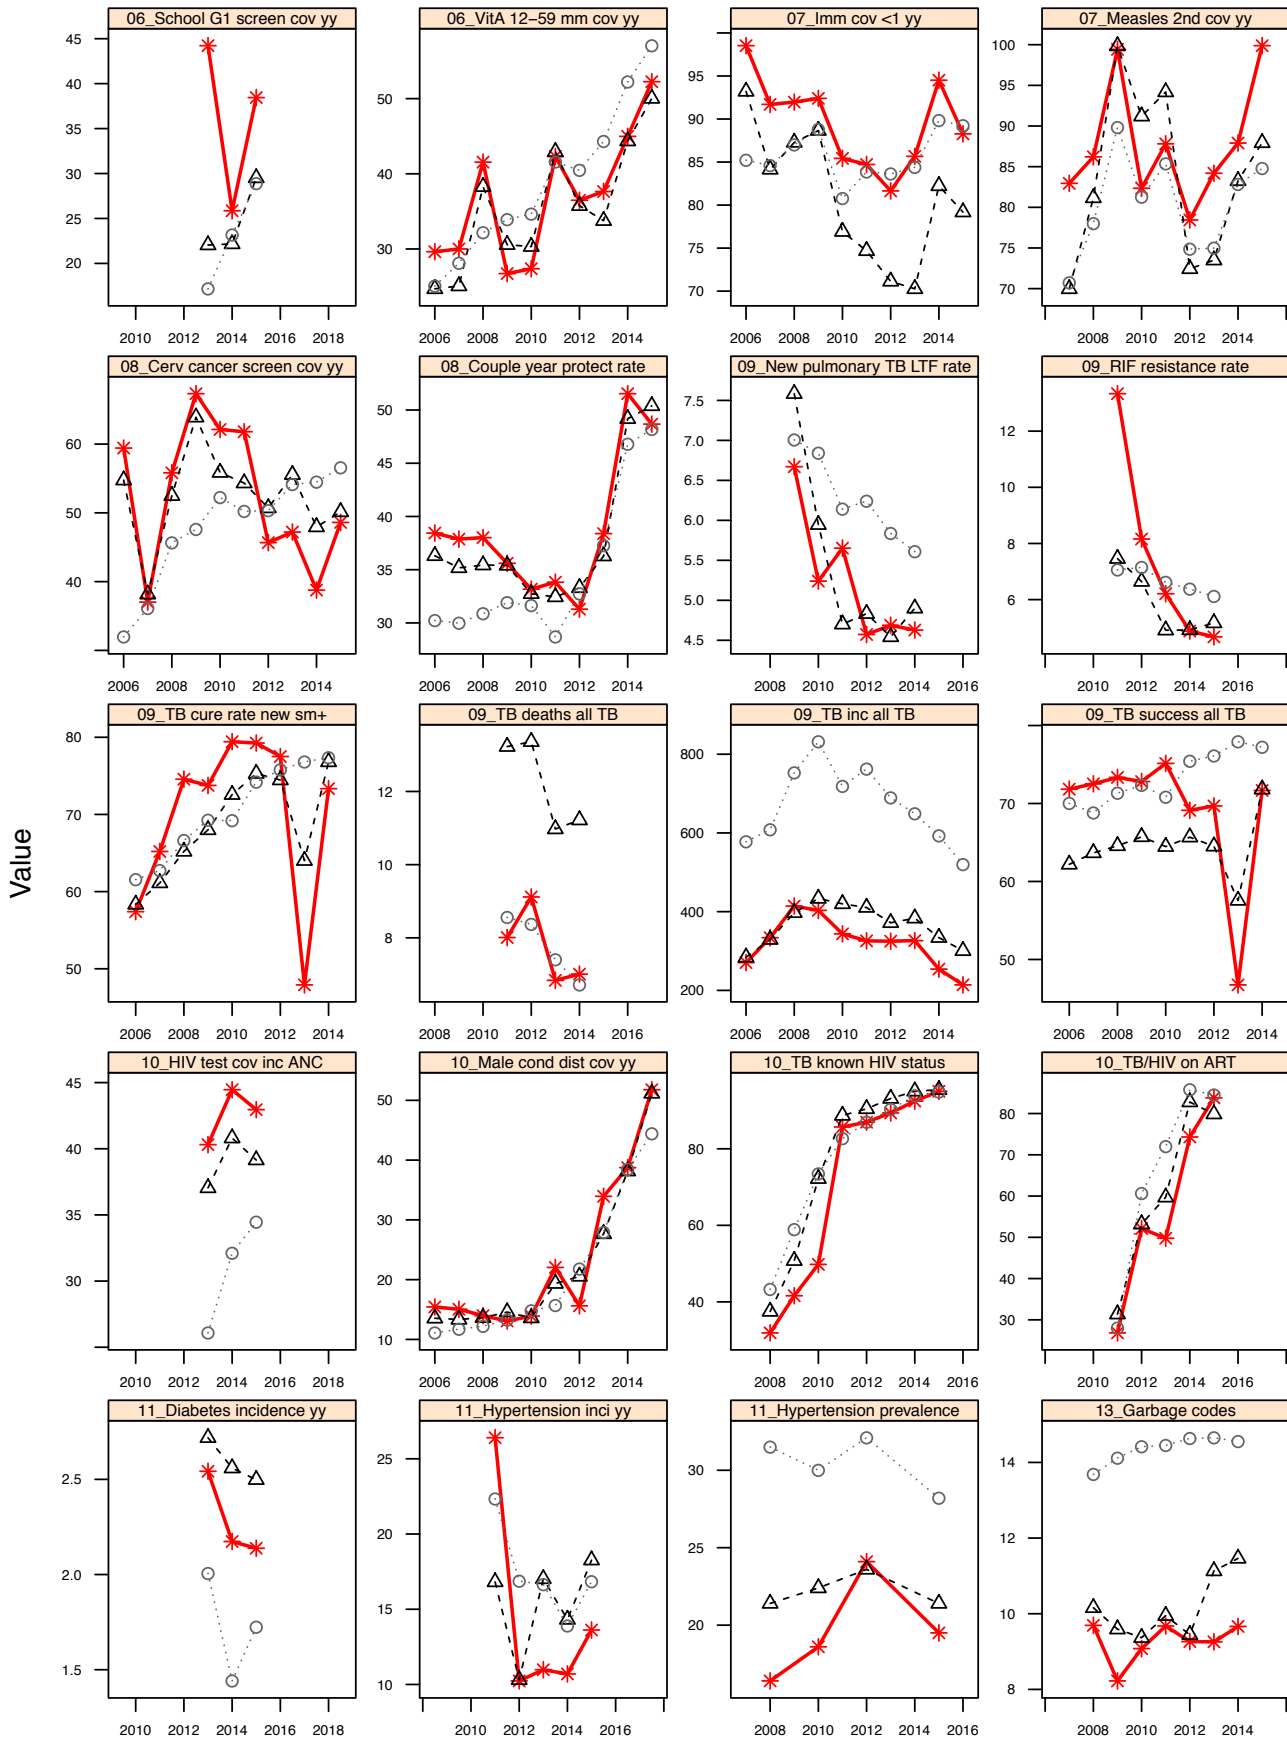 06_School G1 screen cov yy
06_VitA 12−59 mm cov yy
07_Imm cov <1 yy
07_Measles 2nd cov yy
45
40
35
30
25
20
50
40
30
95
90
85
80
75
70
100
95
90
85
80
75
70
2010 2012 2014 2016 2018
2006 2008 2010 2012 2014
2006 2008 2010 2012 2014
2006 2008 2010 2012 2014
08_Cerv cancer screen cov yy
08_Couple year protect rate
09_New pulmonary TB LTF rate
09_RIF resistance rate
60
50
40
50
45
40
35
30
7.5
7.0
6.5
6.0
5.5
5.0
4.5
12
10
8
6
2006 2008 2010 2012 2014
2006 2008 2010 2012 2014
2008 2010 2012 2014 2016
2010 2012 2014 2016
Value
09_TB cure rate new sm+
09_TB deaths all TB
09_TB inc all TB
09_TB success all TB
80
70
60
50
12
10
8
800
600
400
200
70
60
50
2006 2008 2010 2012 2014
2008 2010 2012 2014 2016
2006 2008 2010 2012 2014
2006 2008 2010 2012 2014
10_HIV test cov inc ANC
10_Male cond dist cov yy
10_TB known HIV status
10_TB/HIV on ART
45
40
35
30
50
40
30
20
10
80
60
40
80
70
60
50
40
30
2010 2012 2014 2016 2018
2006 2008 2010 2012 2014
2008 2010 2012 2014 2016
2008 2010 2012 2014 2016
11_Diabetes incidence yy
11_Hypertension inci yy
11_Hypertension prevalence
13_Garbage codes
2.5
2.0
1.5
25
20
15
10
30
25
20
14
12
10
8
2010 2012 2014 2016 2018
2010 2012 2014 2016
2008 2010 2012 2014 2016
2008 2010 2012 2014